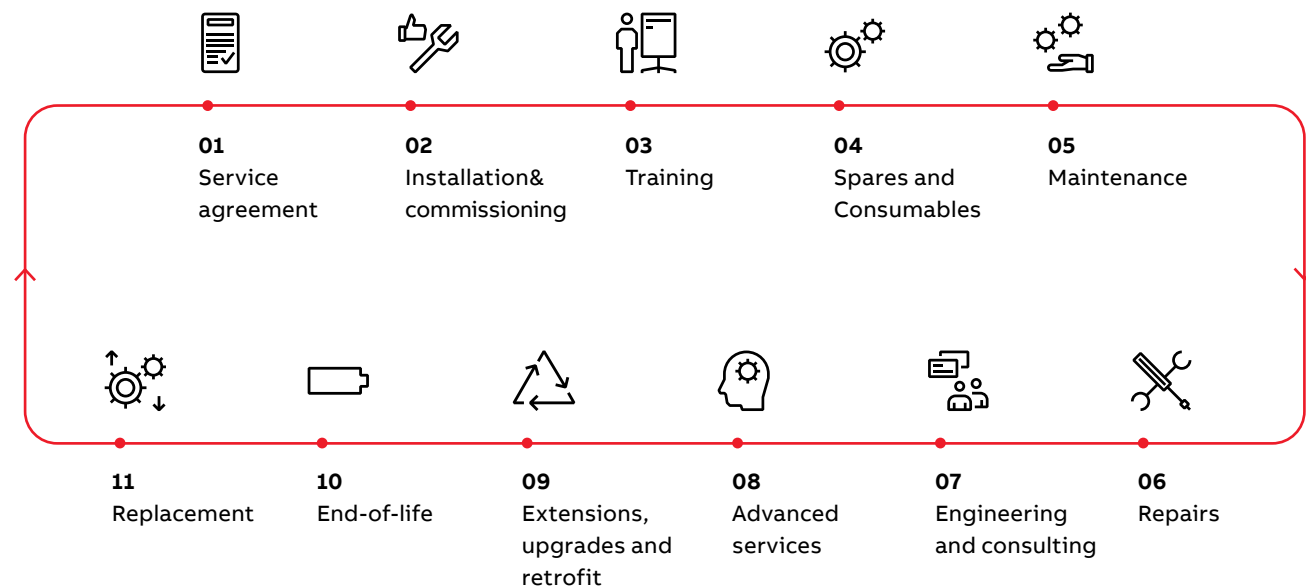 01
Service
agreement
02
Installation&
commissioning
03
Training
04
Spares and
Consumables
05
Maintenance
11
Replacement
10
End-of-life
09
Extensions,
upgrades and
retrofit
08
Advanced
services
07
Engineering
and consulting
06
Repairs